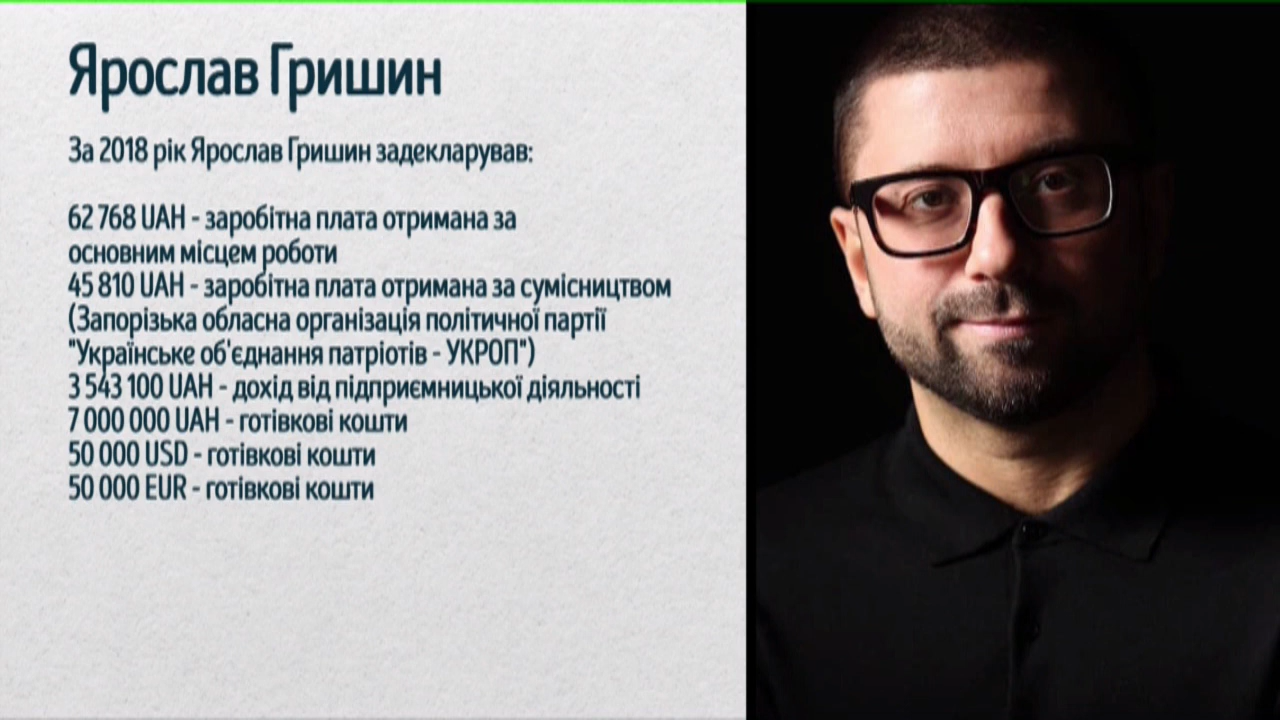 Ярослав Гришин
За 2018 рік Ярослав Гришин задекларував:
62 768 UAH - заробітна плата отримана за
основним місцем роботи
45 810 UAH - заробітна плата отримана за сумісництвом
(Запорізька обласна організація політичної партії
"Українське об'єднання патріотів - УКРОП")
3 543 100 UAH - дохід від підприємницької діяльності
7 000 000 UAH - готівкові кошти
50 000 USD - готівкові кошти
50 000 EUR - готівкові кошти